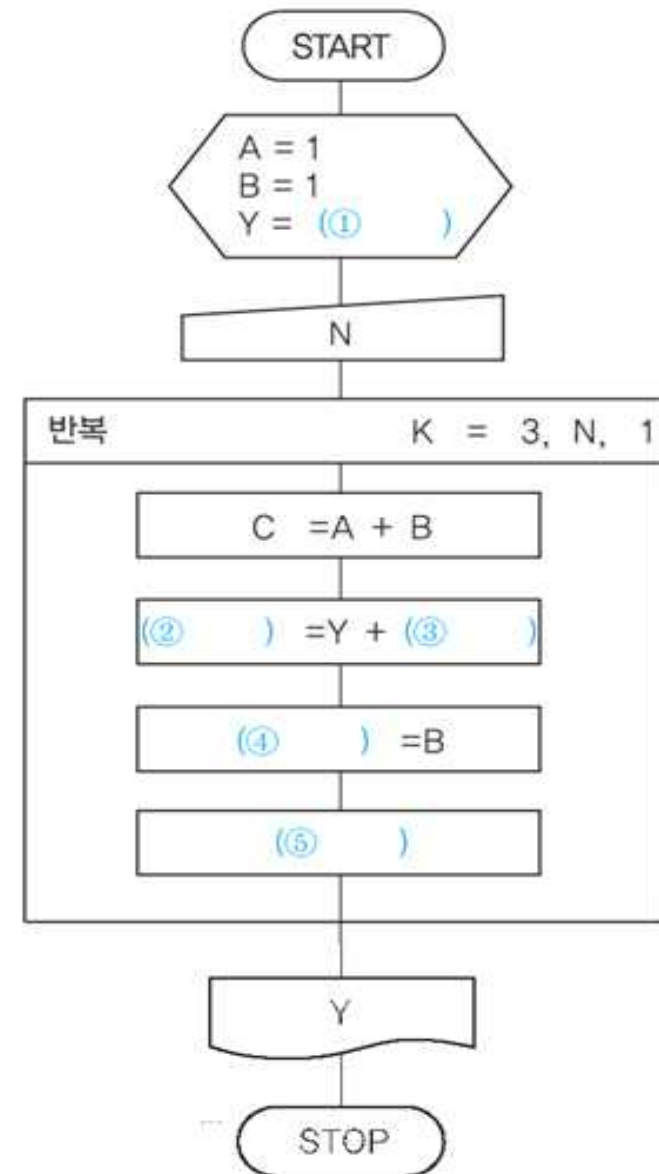 START
A = 1
B = 1
Y = (① )
N
반복 K = 3, N, 1
C =A + B
(② ) =Y + (③ )
(④ ) =B
(⑤ )
Y
STOP